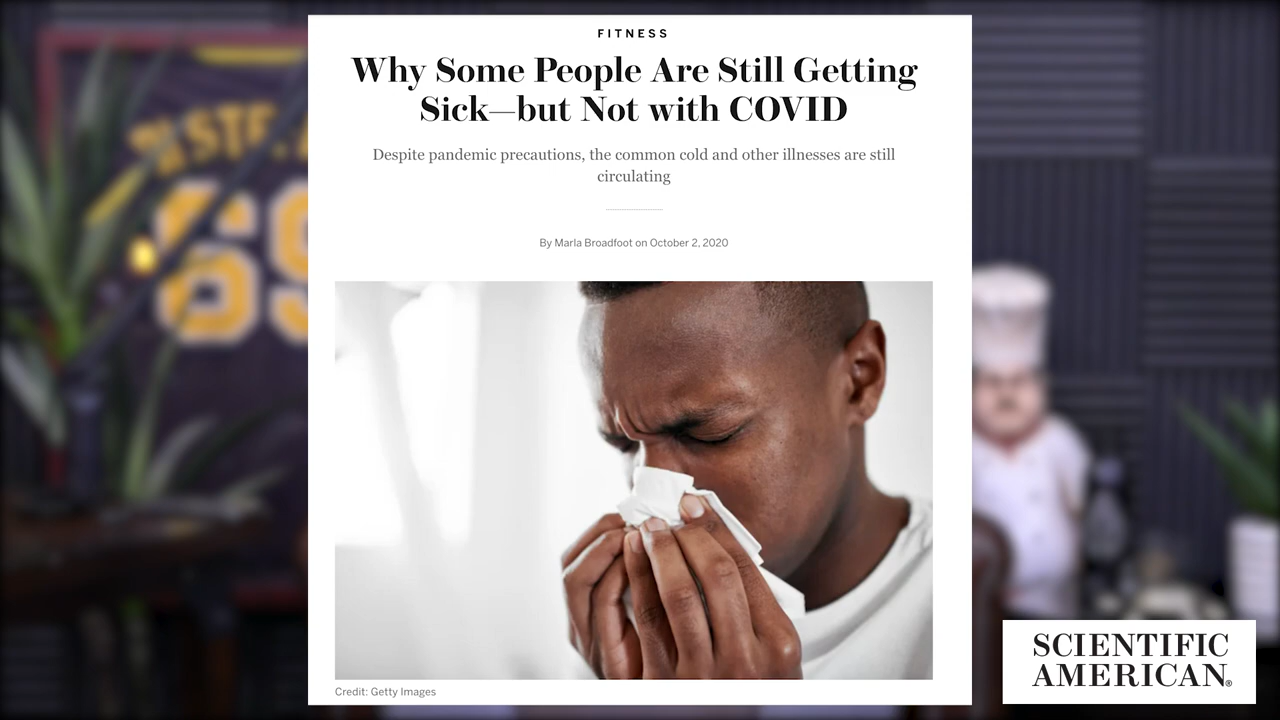 FITNESS
Why Some People Are Still Getting
Sick—but Not with COVID
Despite pandemic precautions, the common cold and other illnesses are still
circulating
By Marla Broadfoot on October 2, 2020
Credit: Getty Images
SCIENTIFIC
AMERICAN®